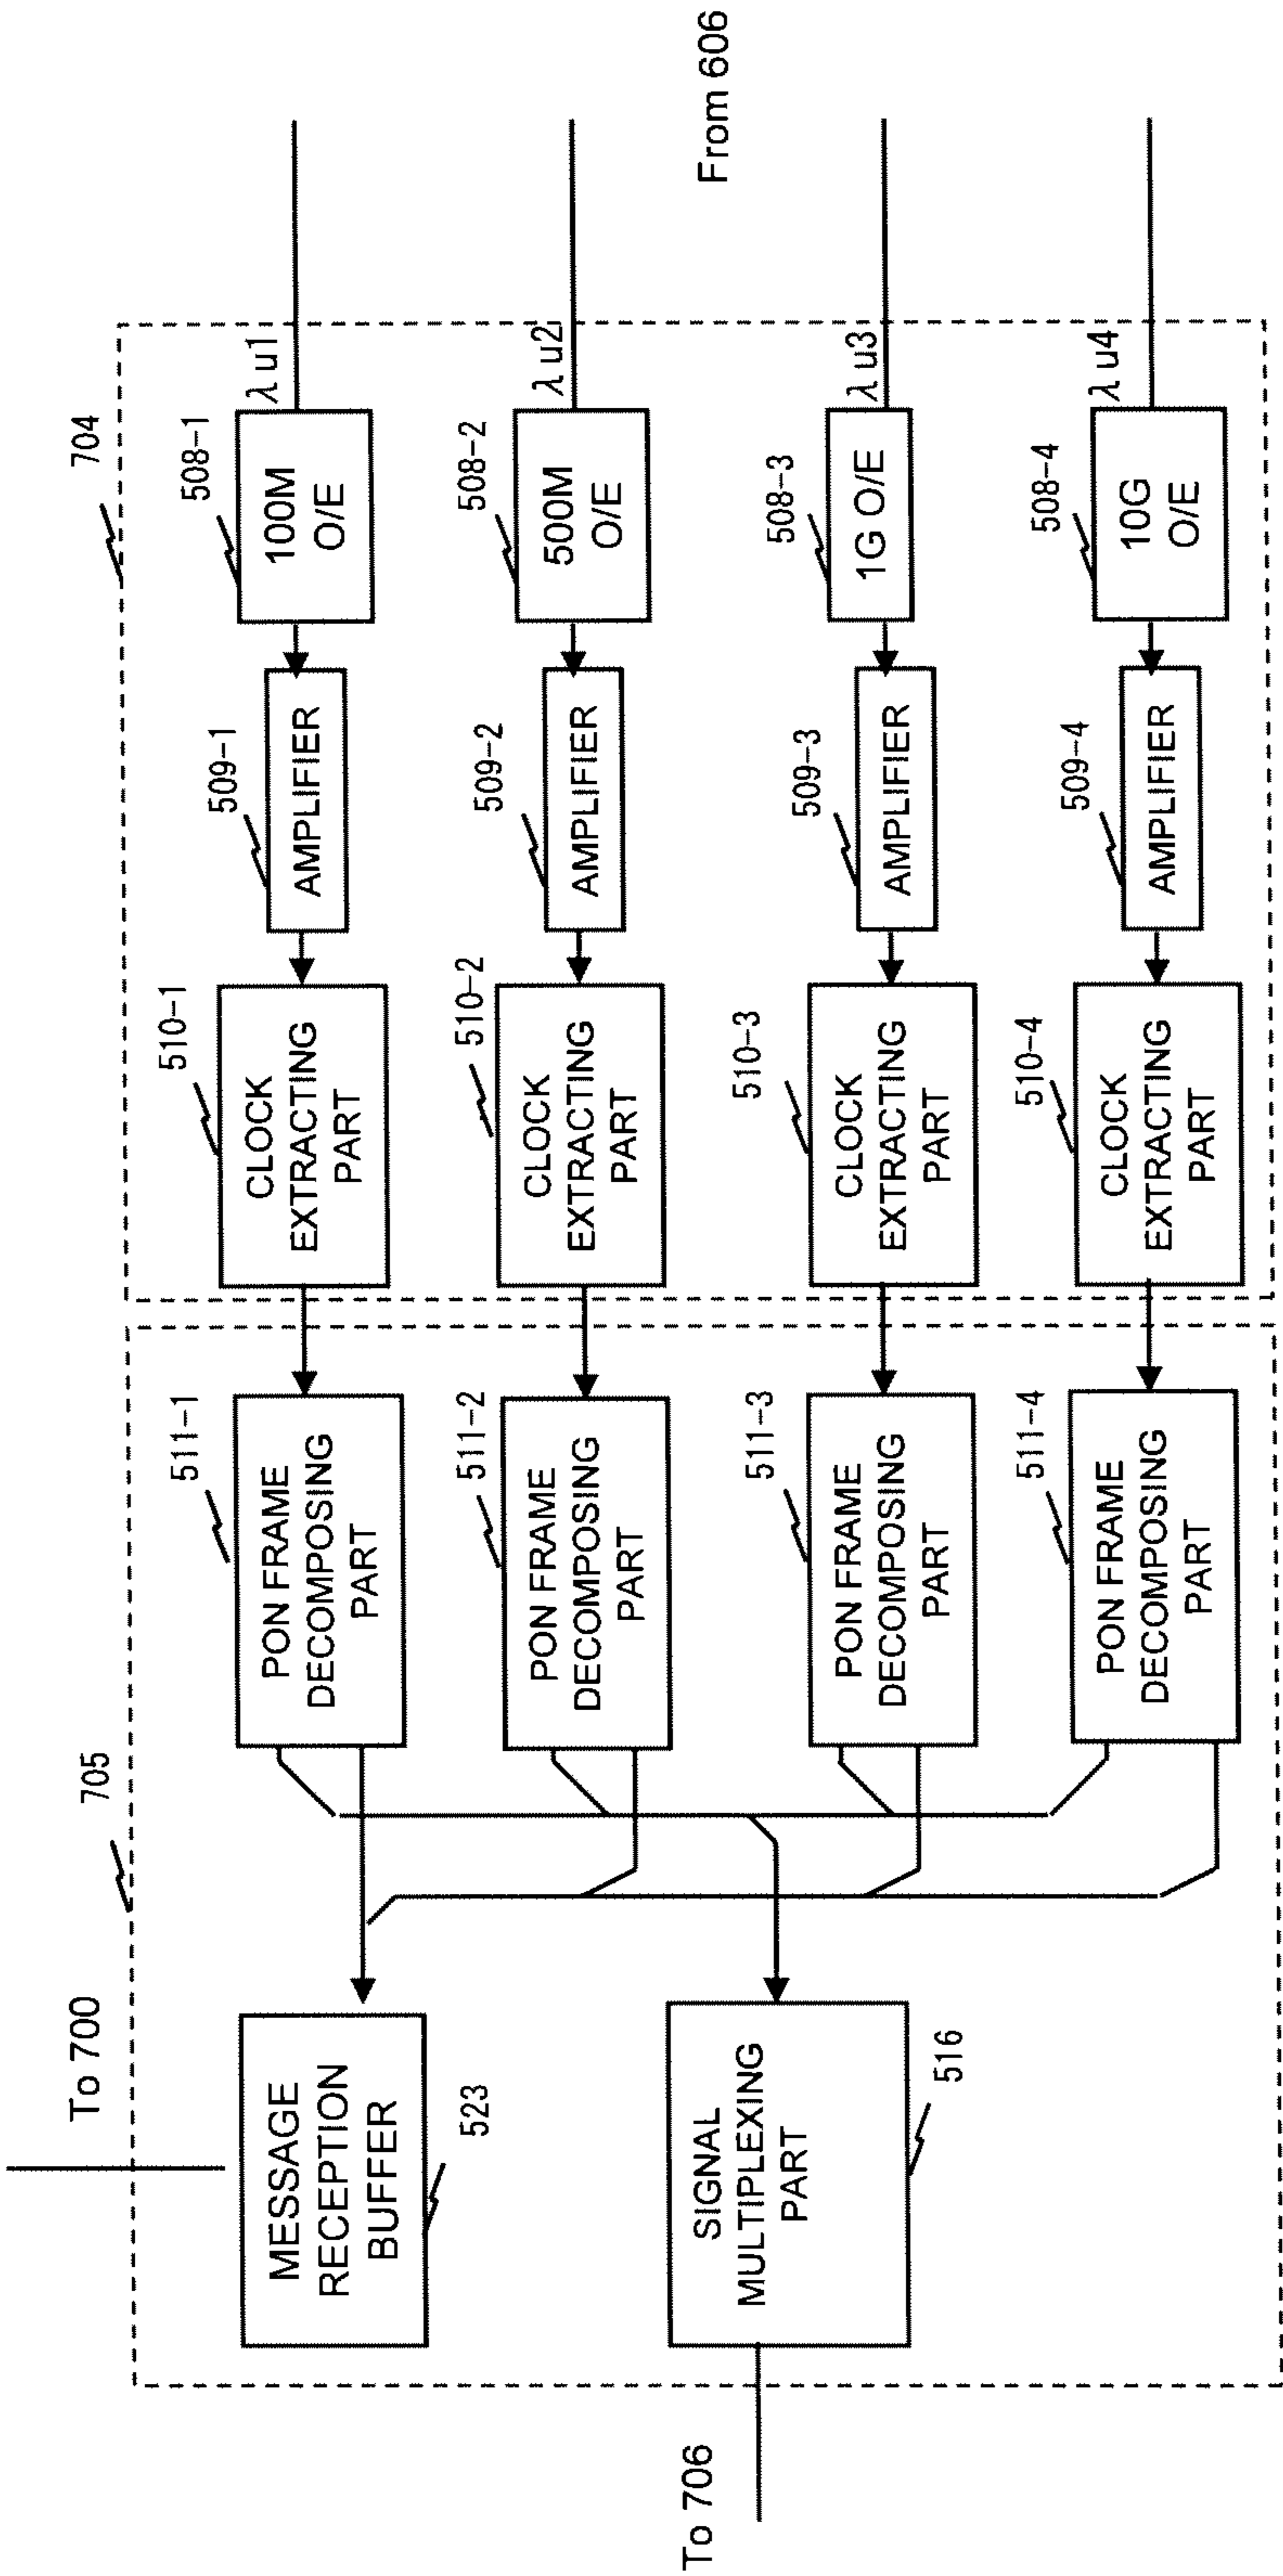 To 700
705
704
MESSAGE
RECEPTION
BUFFER
523
511-1
PON FRAME
DECOMPOSING
PART
510-1
CLOCK
EXTRACTING
PART
509-1
AMPLIFIER
508-1
100M
O/E
λ u1
511-2
PON FRAME
DECOMPOSING
PART
510-2
CLOCK
EXTRACTING
PART
509-2
AMPLIFIER
508-2
500M
O/E
λ u2
From 606
To 706
SIGNAL
MULTIPLEXING
PART
516
511-3
PON FRAME
DECOMPOSING
PART
510-3
CLOCK
EXTRACTING
PART
509-3
AMPLIFIER
508-3
1G O/E
λ u3
511-4
PON FRAME
DECOMPOSING
PART
510-4
CLOCK
EXTRACTING
PART
509-4
AMPLIFIER
508-4
10G
O/E
λ u4